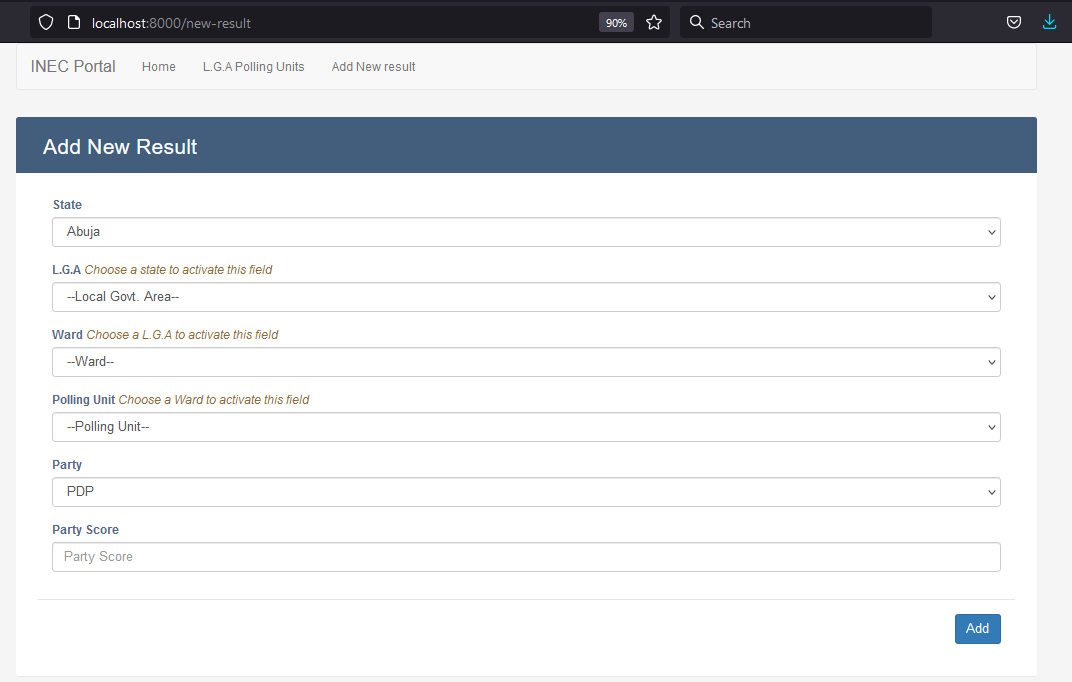 localhost:8000/new-result 90% Search
INEC Portal Home L.G.A Polling Units Add New result
Add New Result
State
Abuja
L.G.A Choose a state to activate this field
--Local Govt. Area--
Ward Choose a L.G.A to activate this field
--Ward--
Polling Unit Choose a Ward to activate this field
--Polling Unit--
Party
PDP
Party Score
Party Score
Add